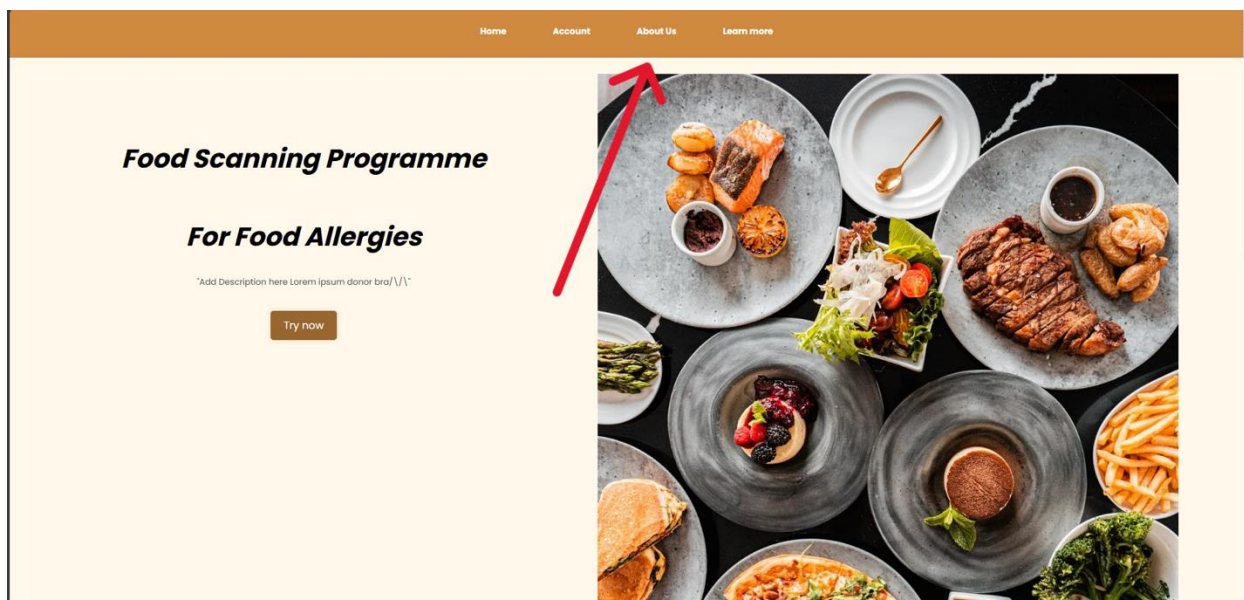 Home Account About Us Learn more
Food Scanning Programme
For Food Allergies
"Add Description here Lorem ipsum donor bra/\/\"
Try now